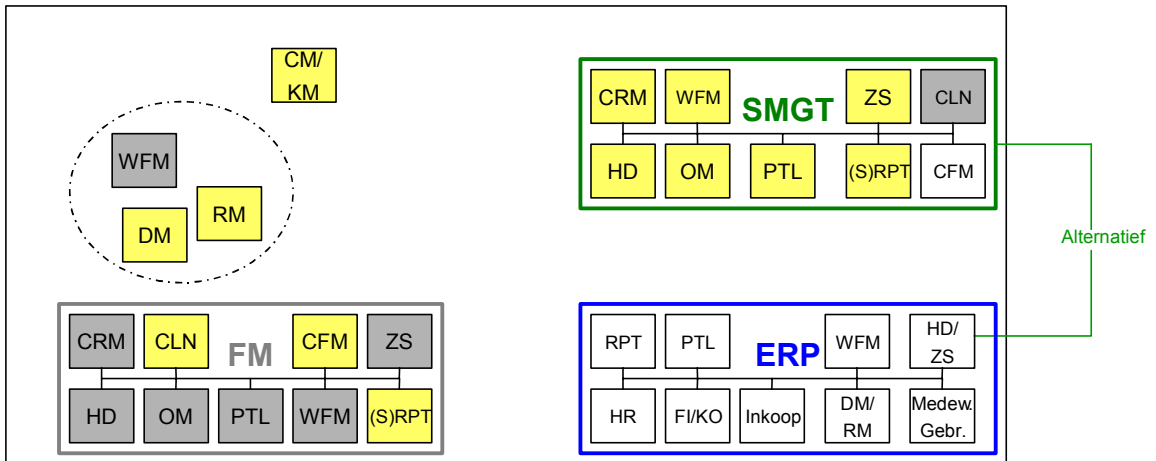 CM/
KM
WFM
RM
DM
CRM
WFM
SMGT
ZS
CLN
HD
OM
PTL
(S)RPT
CFM
Alternatief
CRM
CLN
FM
CFM
ZS
HD
OM
PTL
WFM
(S)RPT
RPT
PTL
ERP
WFM
HD/
ZS
HR
FI/KO
Inkoop
DM/
RM
Medew.
Gebr.